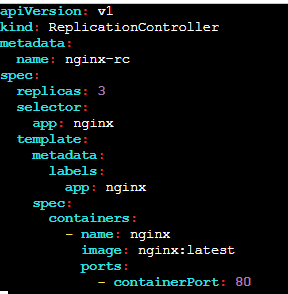 apiVersion: v1
kind: ReplicationController
metadata:
  name: nginx-rc
spec:
  replicas: 3
  selector:
    app: nginx
  template:
    metadata:
      labels:
        app: nginx
    spec:
      containers:
        - name: nginx
          image: nginx:latest
          ports:
            - containerPort: 80